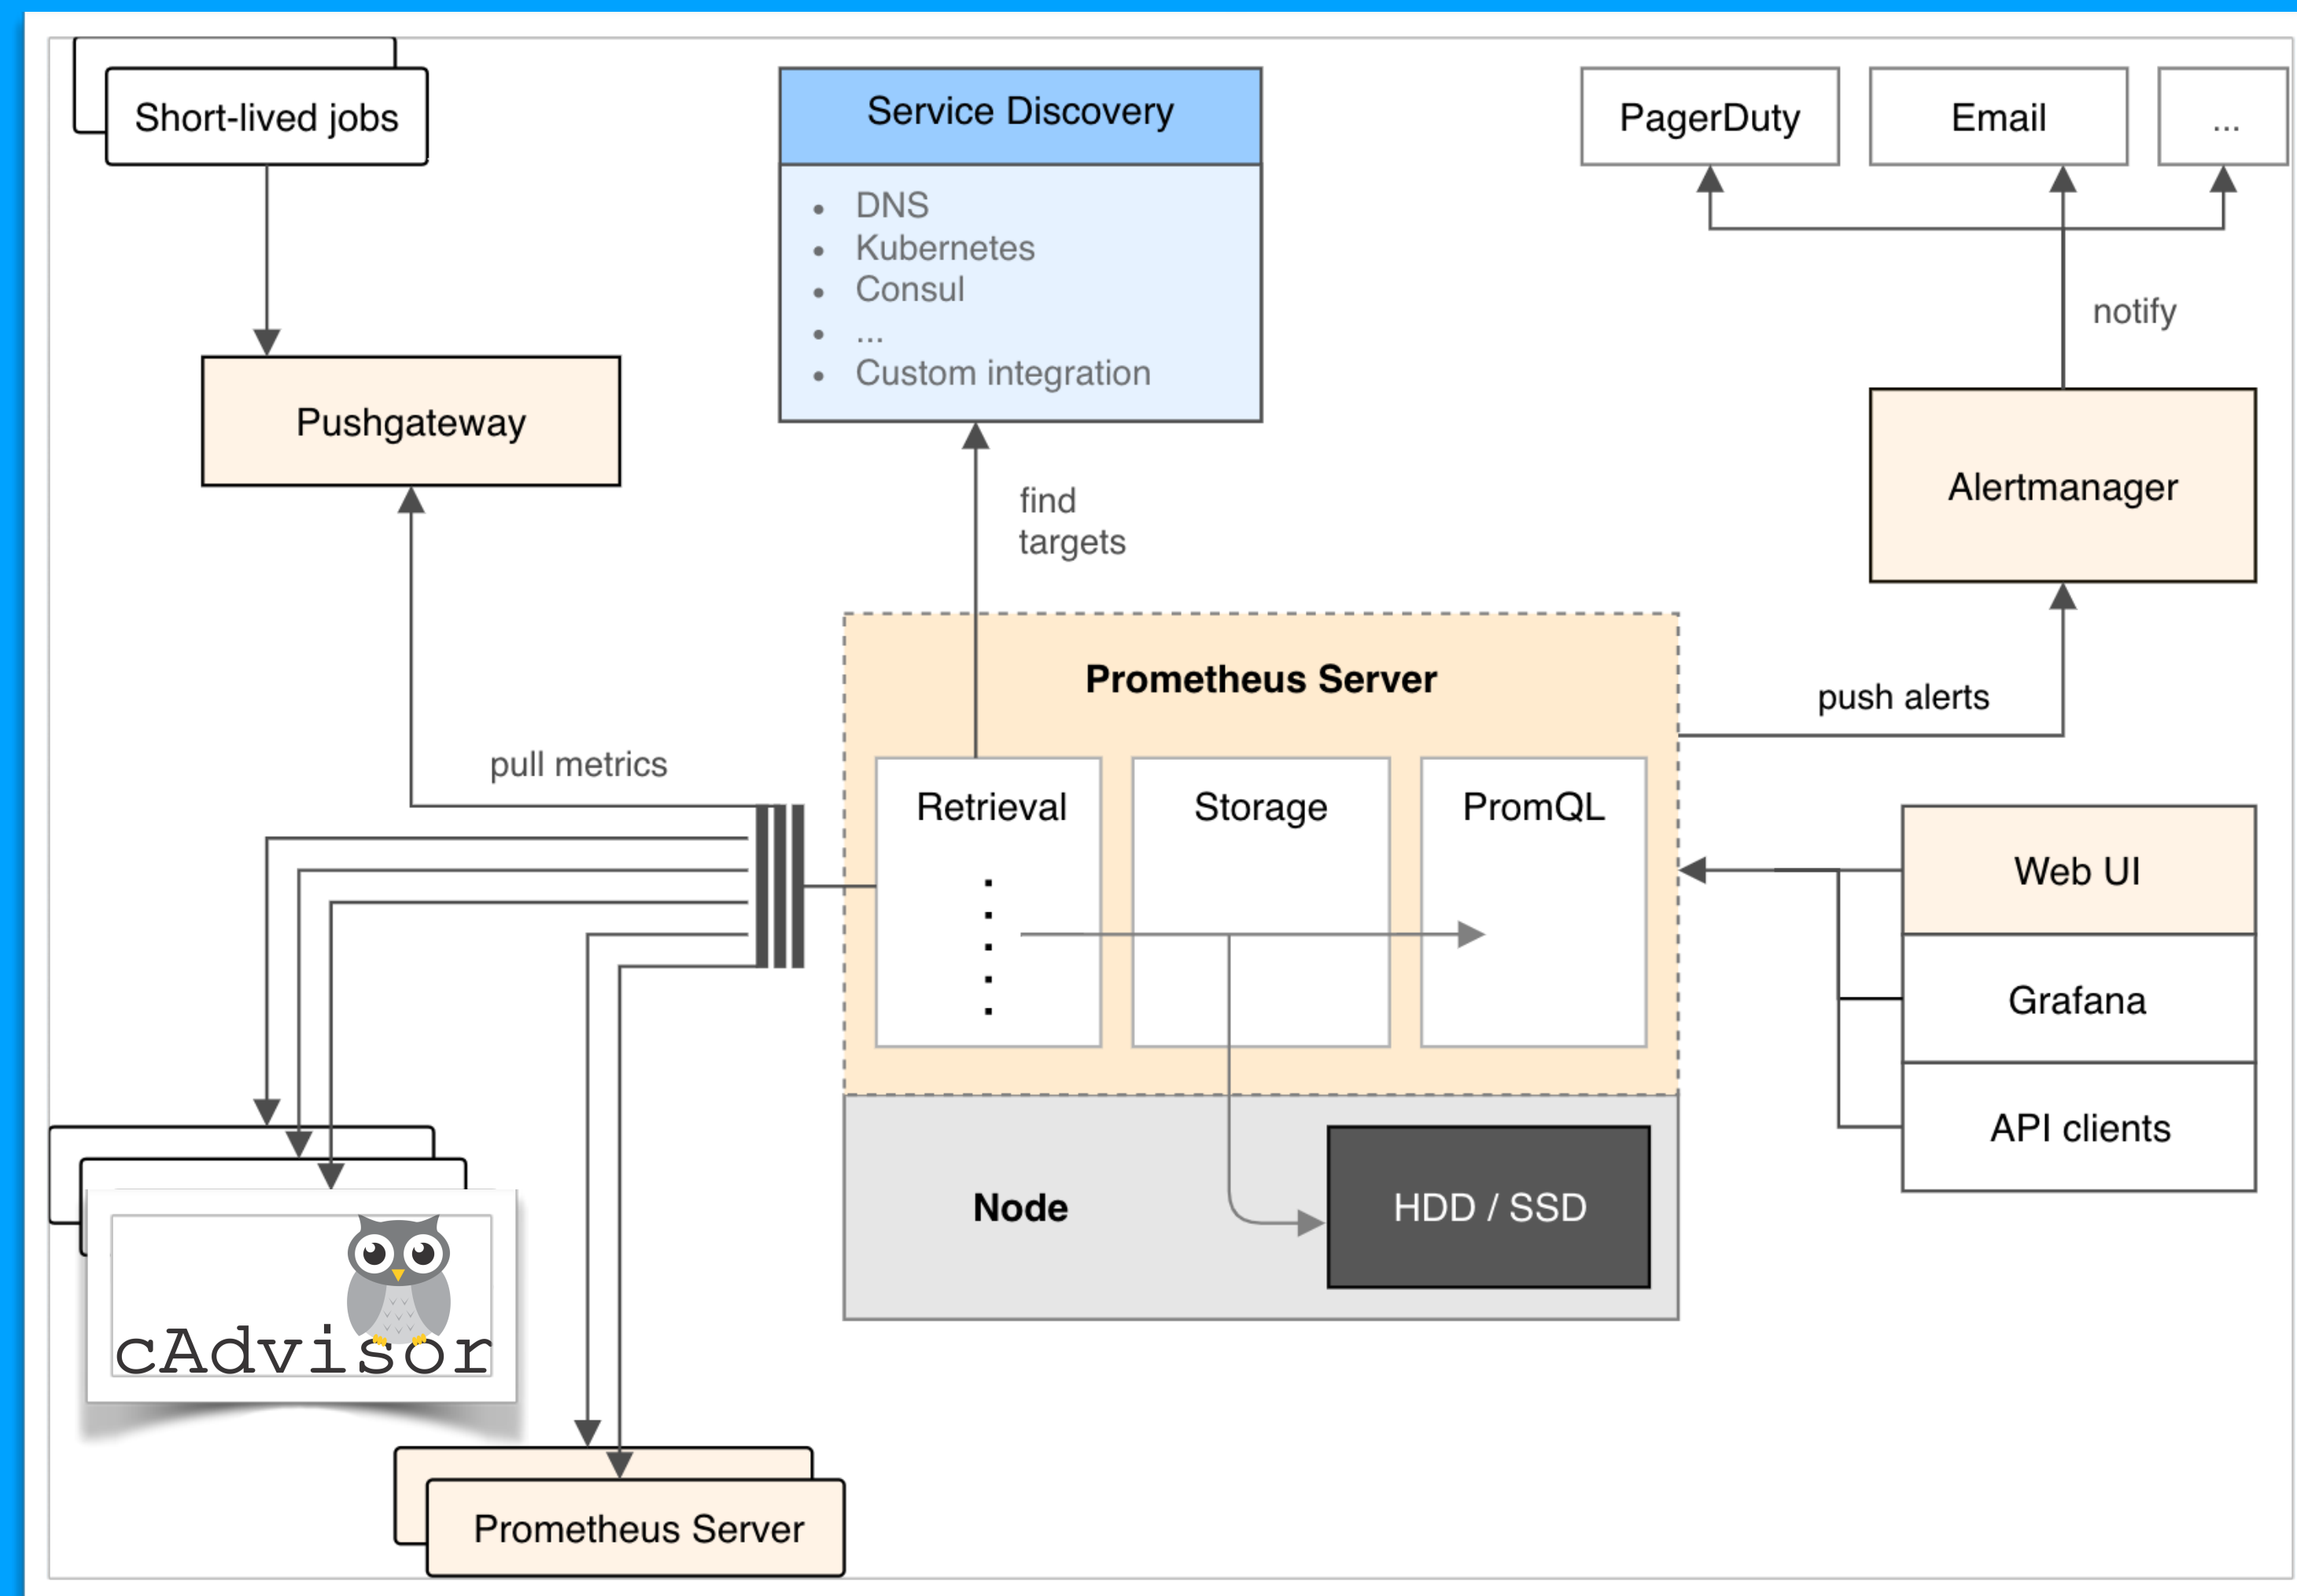 Short-lived jobs
Service Discovery
• DNS
• Kubernetes
• Consul
• ...
• Custom integration
PagerDuty
Email
...
notify
Pushgateway
Alertmanager
find
targets
Prometheus Server
push alerts
pull metrics
Retrieval
Storage
PromQL
Web UI
Grafana
API clients
Node
HDD / SSD
cAdvisor
Prometheus Server